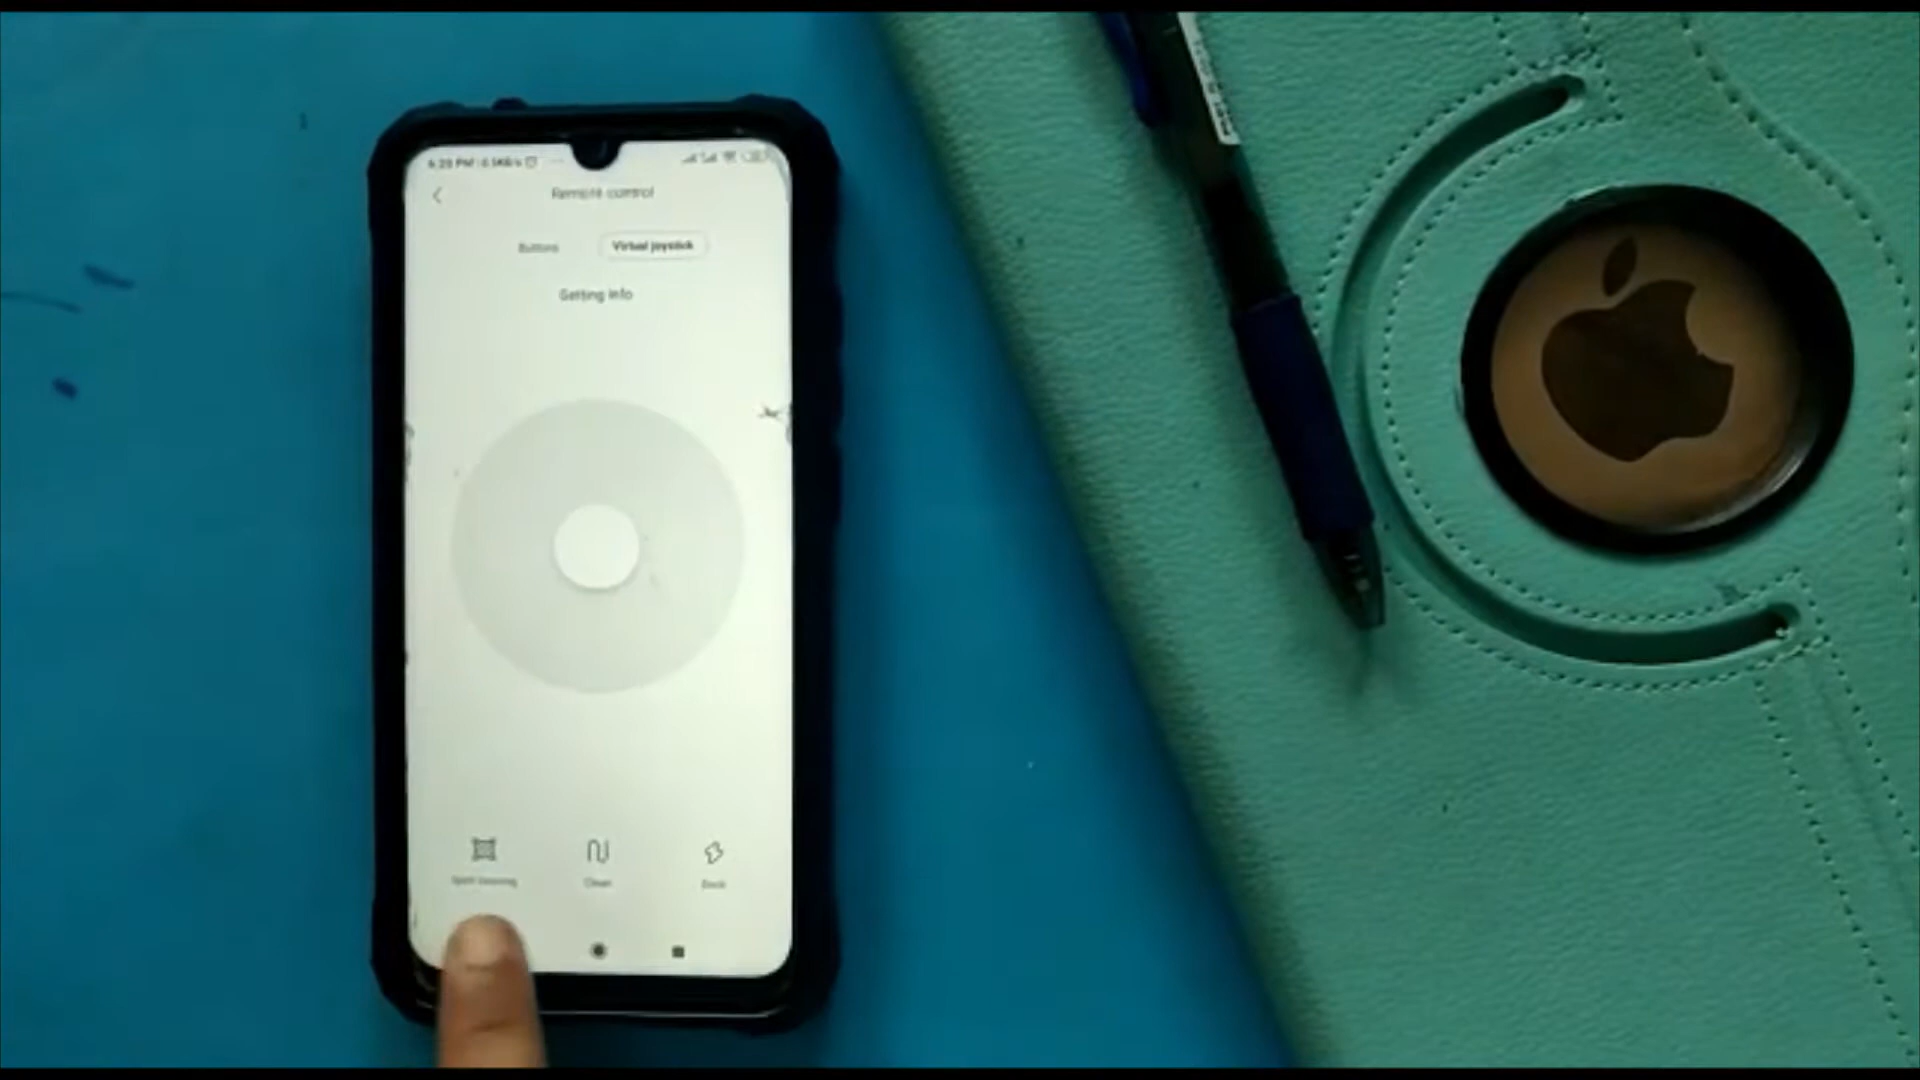 Remote control
Buttons
Virtual joystick
Getting info
Clean
Dock